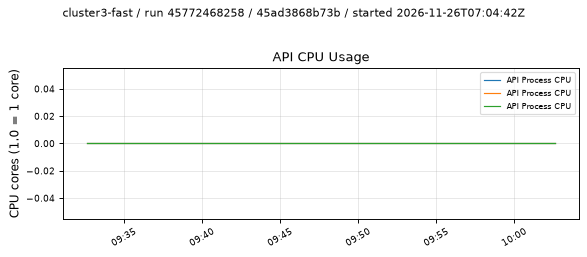 cluster3-fast / run 45772468258 / 45ad3868b73b / started 2026-11-26T07:04:42Z
API CPU Usage
CPU cores (1.0 = 1 core)
0.04
0.02
0.00
−0.02
−0.04
API Process CPU
API Process CPU
API Process CPU
09:35
09:40
09:45
09:50
09:55
10:00